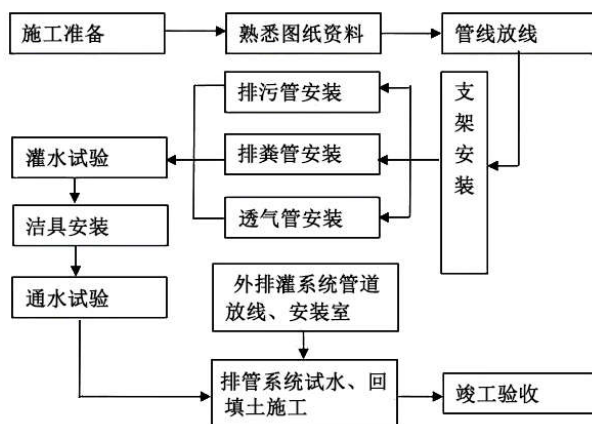 施工准备
熟悉图纸资料
管线放线
支架安装
排污管安装
排粪管安装
透气管安装
灌水试验
洁具安装
通水试验
外排灌系统管道
放线、安装室
排管系统试水、回
填土施工
竣工验收